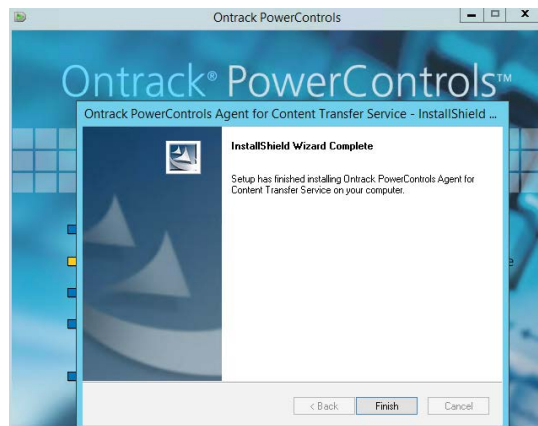 Ontrack PowerControls
Ontrack® PowerControls™
Ontrack PowerControls Agent for Content Transfer Service - InstallShield ...
InstallShield Wizard Complete
Setup has finished installing Ontrack PowerControls Agent for
Content Transfer Service on your computer.
< Back Finish Cancel